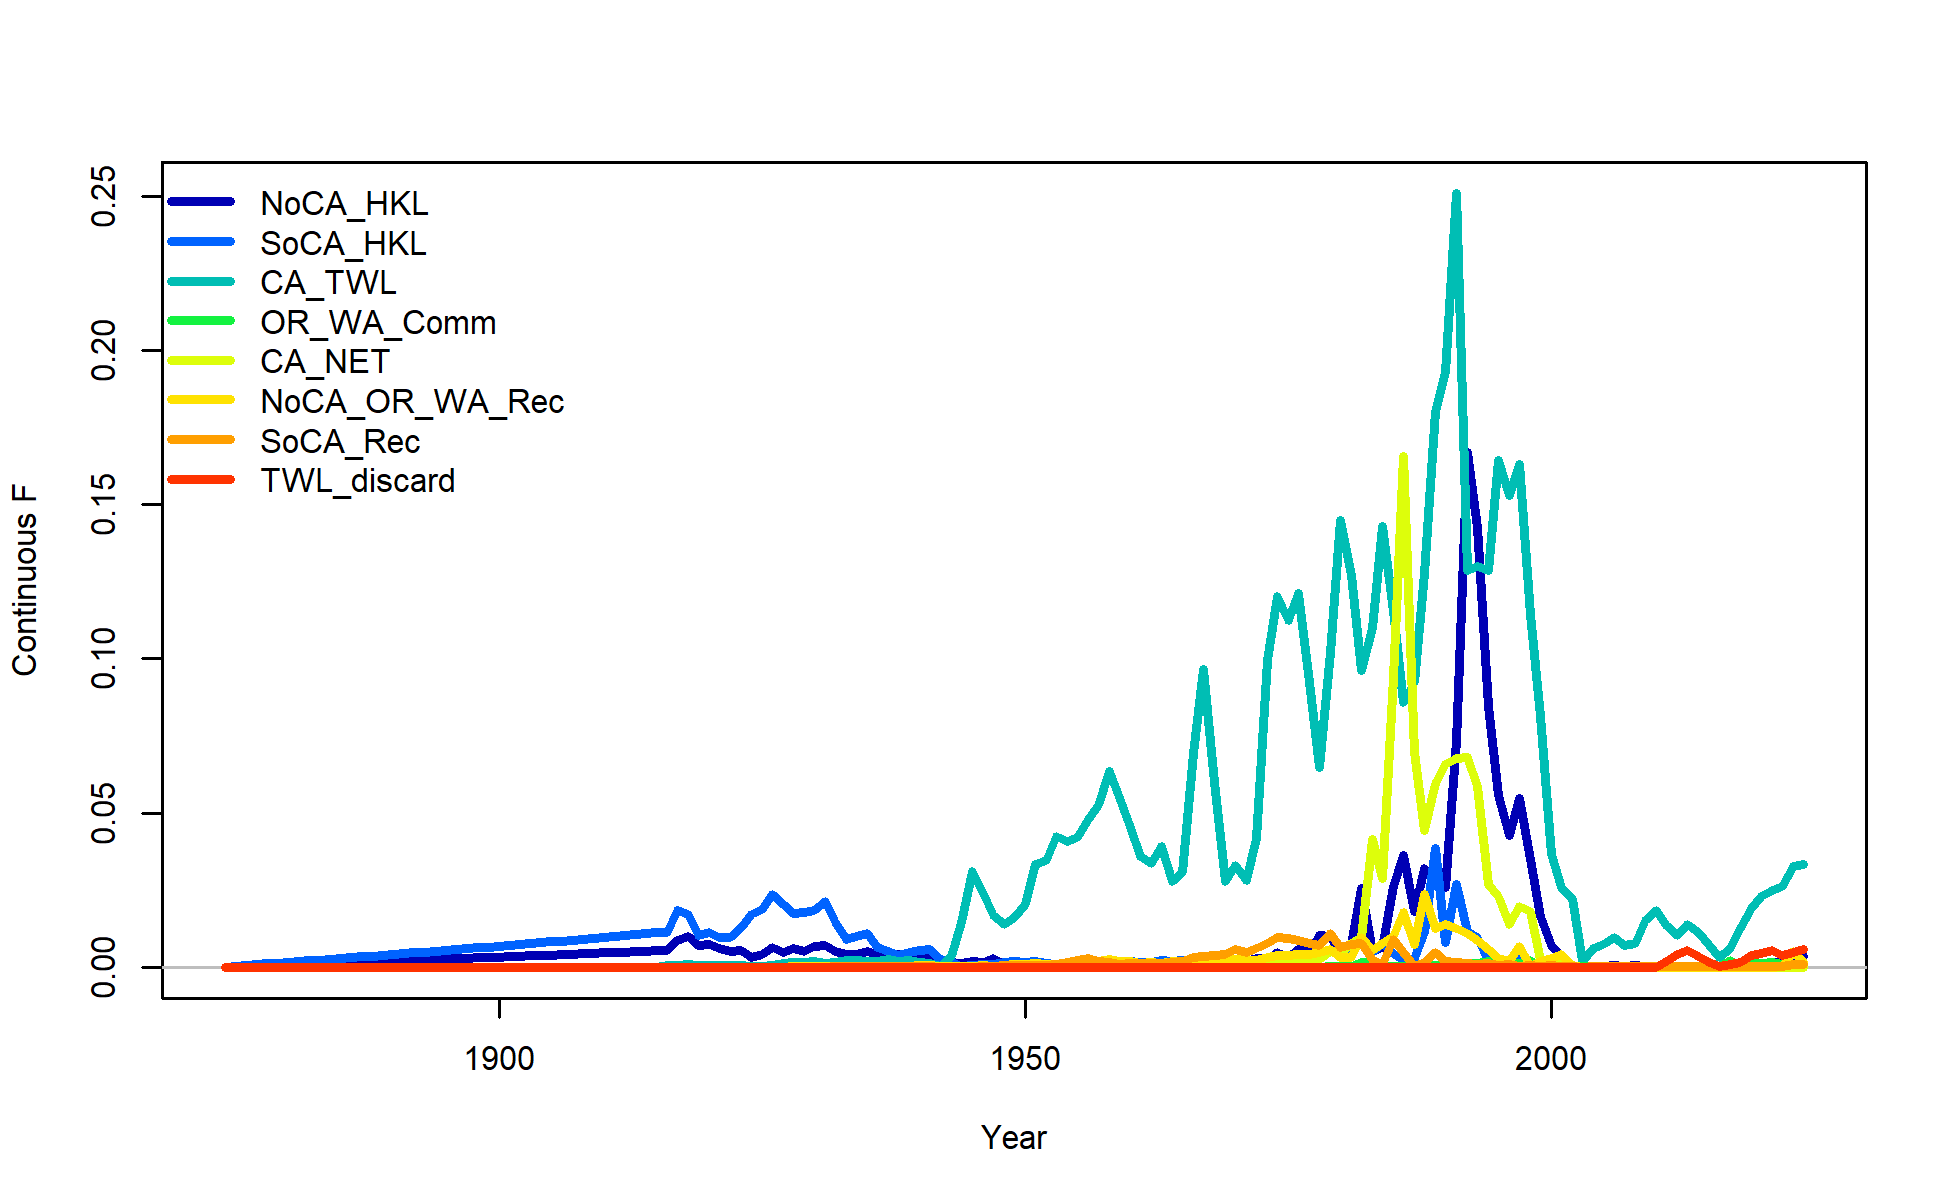 NoCA_HKL
SoCA_HKL
CA_TWL
OR_WA_Comm
CA_NET
NoCA_OR_WA_Rec
SoCA_Rec
TWL_discard
Continuous F
0.25
0.20
0.15
0.10
0.05
0.00
1900 1950 2000
Year